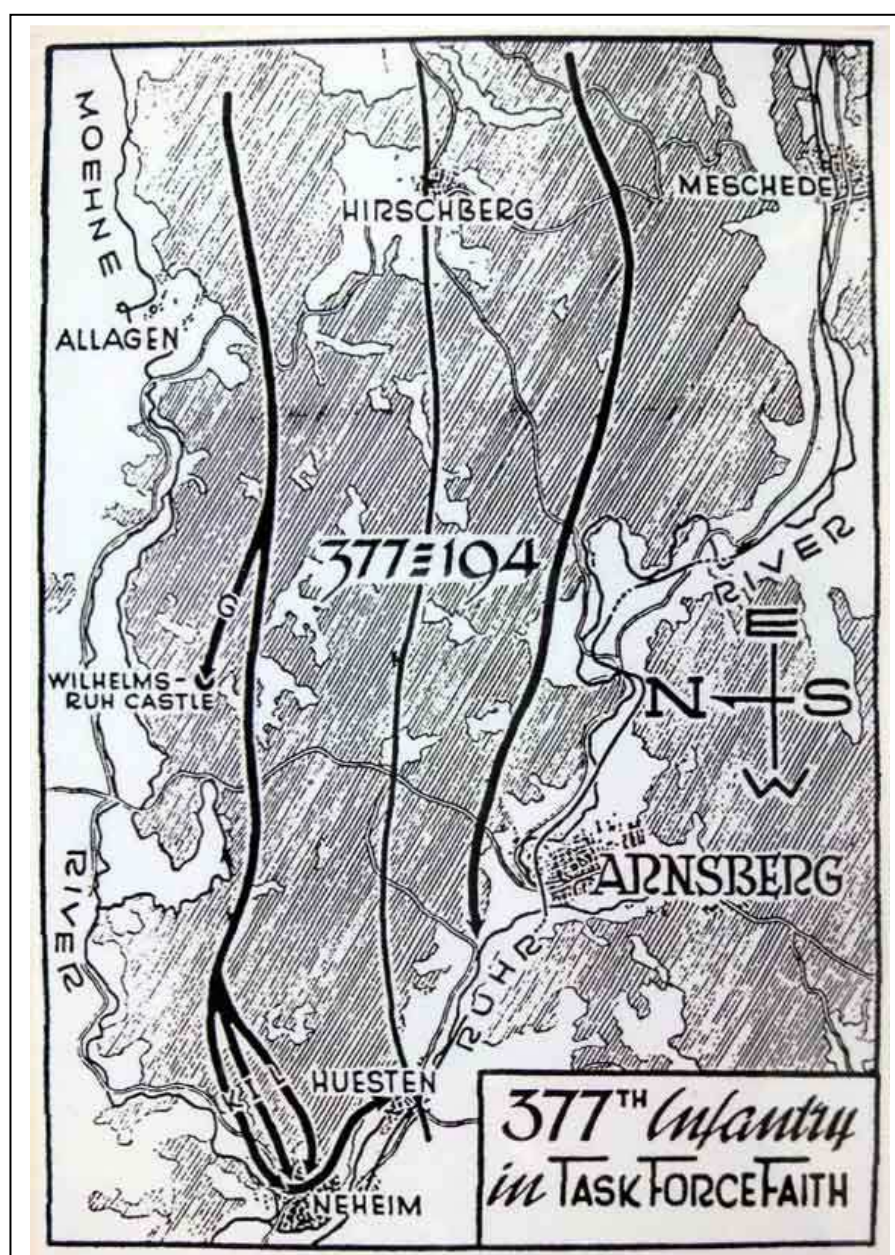 MOEHNE
HIRSCHBERG
MESCHEDE
ALLAGEN
377 194
G
RIVER
E
WILHELMS-
RUH CASTLE
N S
W
ARNSBERG
RIVER
RUHR
K I L
HUESTEN
NEHEIM
377TH Infantry
in TASK FORCE FAITH